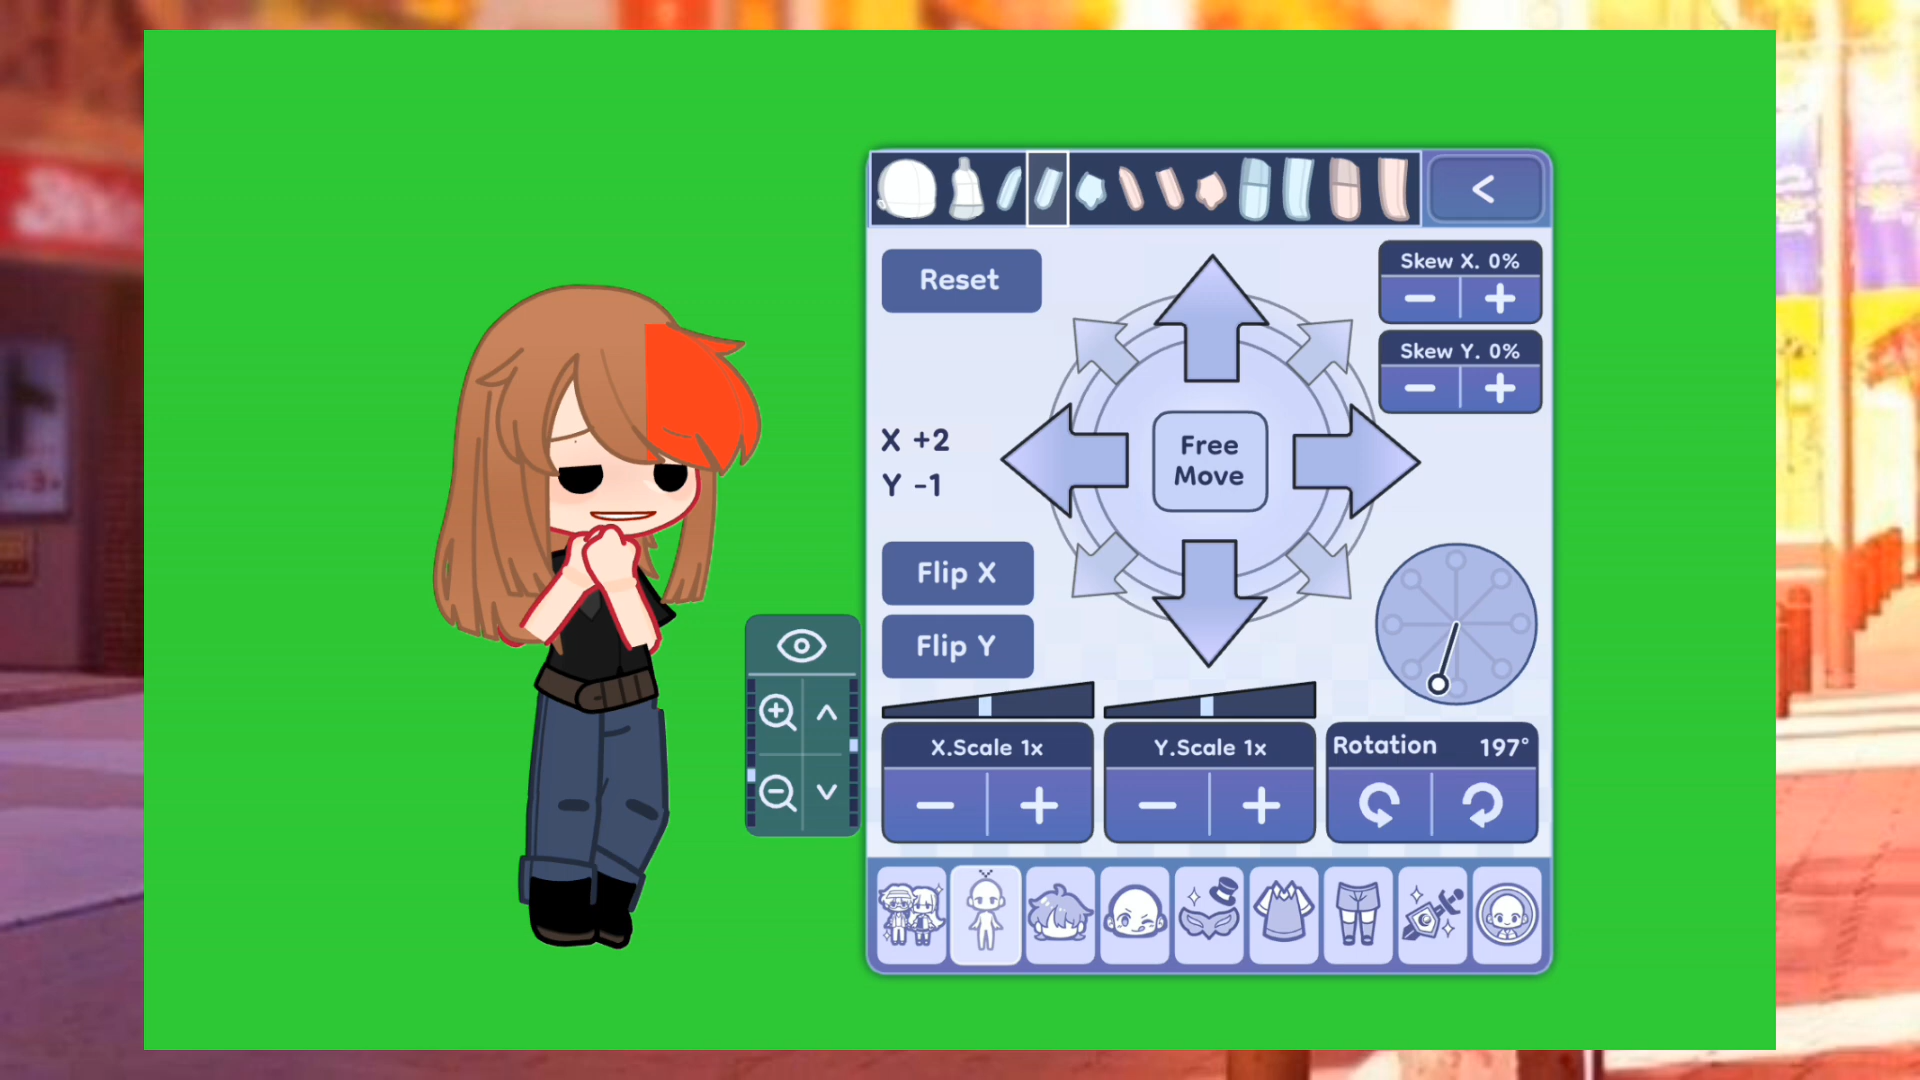 <
Reset
Skew X. 0%
Skew Y. 0%
Free
Move
X +2
Y -1
Flip X
Flip Y
X.Scale 1x
Y.Scale 1x
Rotation 197°